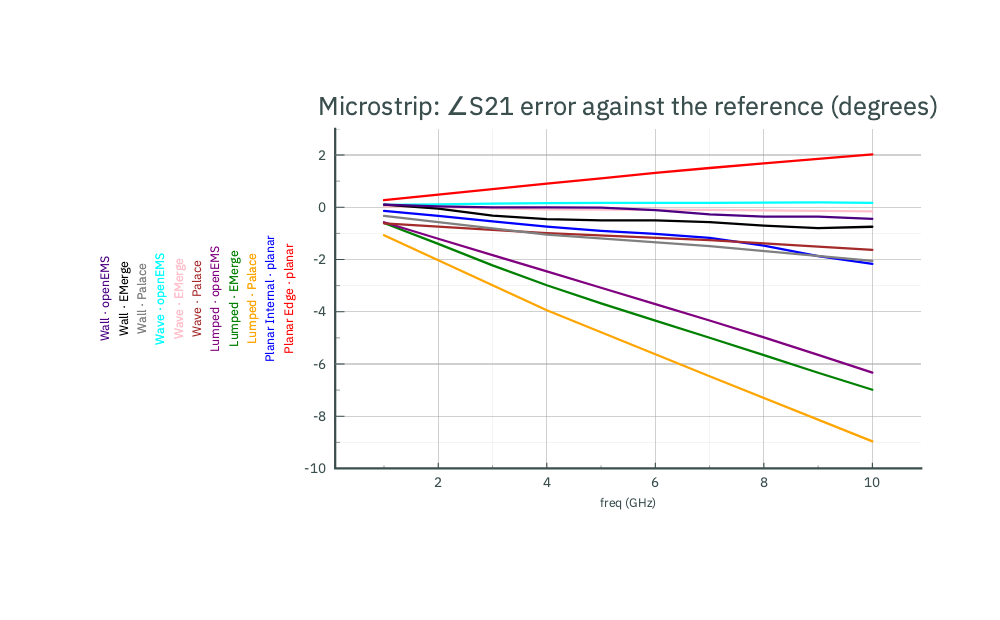 Microstrip: ∠S21 error against the reference (degrees)
Wall · openEMS
Wall · EMerge
Wall · Palace
Wave · openEMS
Wave · EMerge
Wave · Palace
Lumped · openEMS
Lumped · EMerge
Lumped · Palace
Planar Internal · planar
Planar Edge · planar
2
0
-2
-4
-6
-8
-10
2 4 6 8 10
freq (GHz)